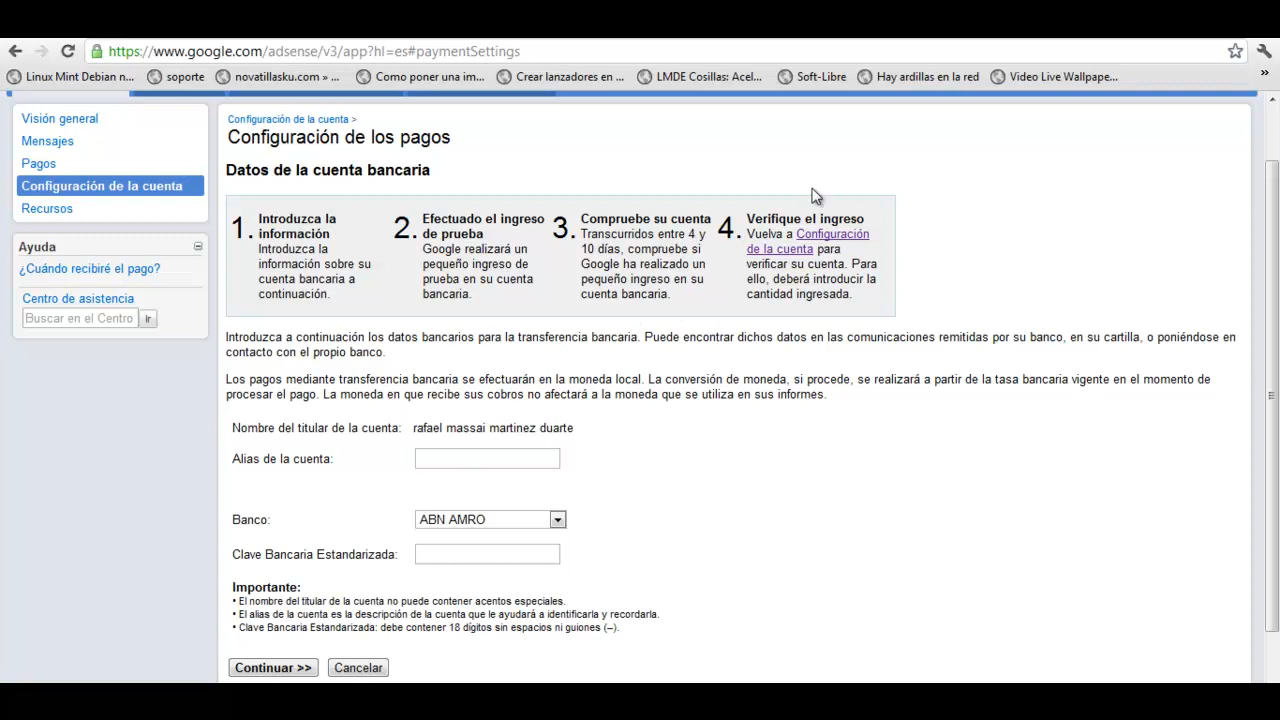 https://www.google.com/adsense/v3/app?hl=es#paymentSettings
Linux Mint Debian n... soporte novatillasku.com » ... Como poner una im... Crear lanzadores en ... LMDE Cosillas: Acel... Soft-Libre Hay ardillas en la red Video Live Wallpape... »
Visión general
Mensajes
Pagos
Configuración de la cuenta
Recursos
Ayuda
¿Cuándo recibiré el pago?
Centro de asistencia
Buscar en el Centro Ir
Configuración de la cuenta >
Configuración de los pagos
Datos de la cuenta bancaria
1. Introduzca la
información
Introduzca la
información sobre su
cuenta bancaria a
continuación.
2. Efectuado el ingreso
de prueba
Google realizará un
pequeño ingreso de
prueba en su cuenta
bancaria.
3. Compruebe su cuenta
Transcurridos entre 4 y
10 días, compruebe si
Google ha realizado un
pequeño ingreso en su
cuenta bancaria.
4. Verifique el ingreso
Vuelva a Configuración
de la cuenta para
verificar su cuenta. Para
ello, deberá introducir la
cantidad ingresada.
Introduzca a continuación los datos bancarios para la transferencia bancaria. Puede encontrar dichos datos en las comunicaciones remitidas por su banco, en su cartilla, o poniéndose en
contacto con el propio banco.
Los pagos mediante transferencia bancaria se efectuarán en la moneda local. La conversión de moneda, si procede, se realizará a partir de la tasa bancaria vigente en el momento de
procesar el pago. La moneda en que recibe sus cobros no afectará a la moneda que se utiliza en sus informes.
Nombre del titular de la cuenta: rafael massai martinez duarte
Alias de la cuenta:
Banco: ABN AMRO
Clave Bancaria Estandarizada:
Importante:
• El nombre del titular de la cuenta no puede contener acentos especiales.
• El alias de la cuenta es la descripción de la cuenta que le ayudará a identificarla y recordarla.
• Clave Bancaria Estandarizada: debe contener 18 dígitos sin espacios ni guiones (–).
Continuar >> Cancelar